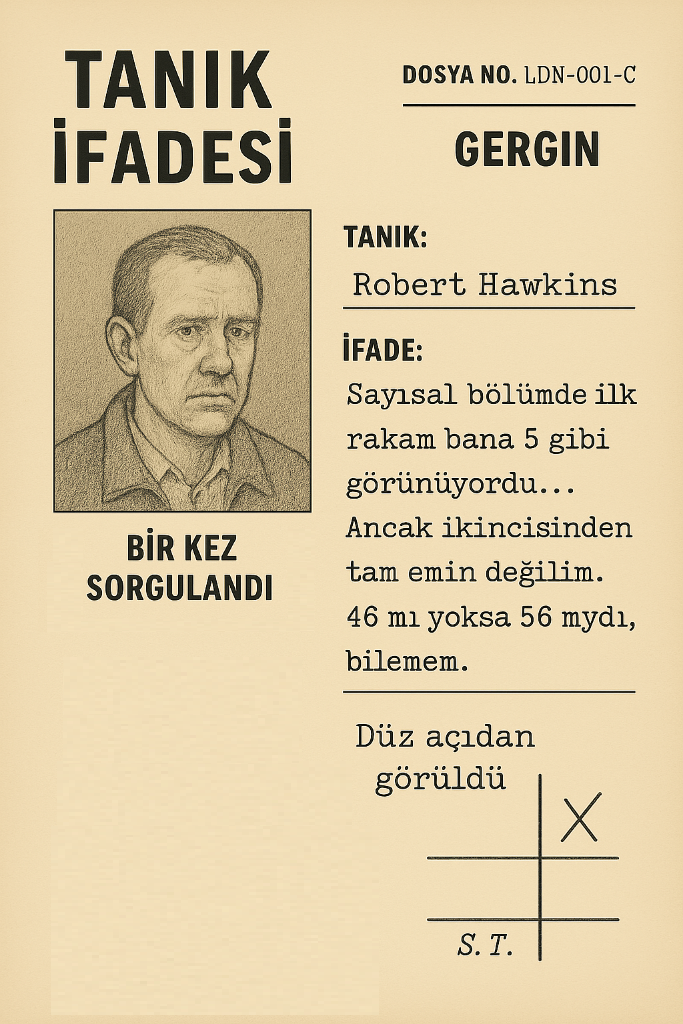 TANIK
İFADESİ
DOSYA NO. LDN-001-C
GERGIN
BİR KEZ
SORGULANDI
TANIK:
Robert Hawkins
İFADE:
Sayısal bölümde ilk
rakam bana 5 gibi
görünüyordu...
Ancak ikincisinden
tam emin değilim.
46 mı yoksa 56 mydı,
bilemem.
Düz açıdan
görüldü
X
S. T.